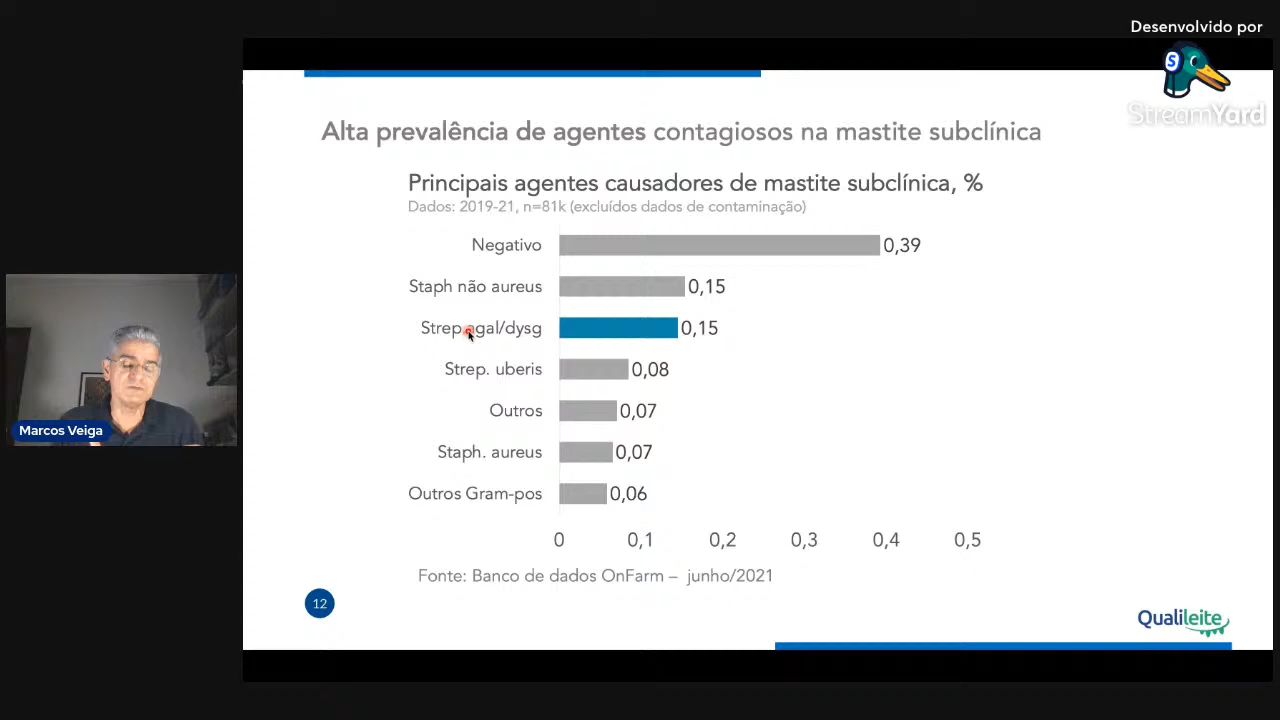 Desenvolvido por
S
StreamYard
Alta prevalência de agentes contagiosos na mastite subclínica
Principais agentes causadores de mastite subclínica, %
Dados: 2019-21, n=81k (excluídos dados de contaminação)
Negativo 0,39
Staph não aureus 0,15
Strep agal/dysg 0,15
Strep. uberis 0,08
Outros 0,07
Staph. aureus 0,07
Outros Gram-pos 0,06
0 0,1 0,2 0,3 0,4 0,5
Fonte: Banco de dados OnFarm – junho/2021
12
Qualileite
Marcos Veiga